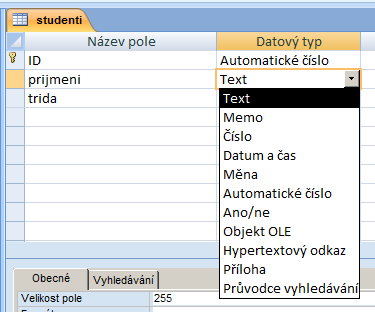 studenti
Název pole Datový typ
ID Automatické číslo
prijmeni Text
trida
Text
Memo
Číslo
Datum a čas
Měna
Automatické číslo
Ano/ne
Objekt OLE
Hypertextový odkaz
Příloha
Průvodce vyhledávání
Obecné Vyhledávání
Velikost pole 255